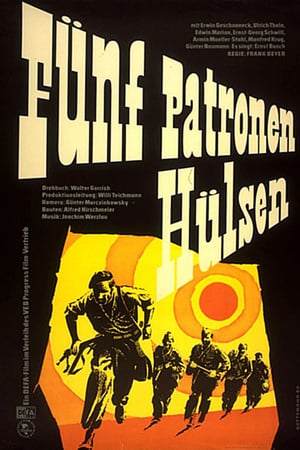 mit Erwin Geschonneck, Ulrich Thein,
Edwin Marian, Ernst-Georg Schwill,
Armin Mueller-Stahl, Manfred Krug,
Günter Naumann · Es singt: Ernst Busch
REGIE: FRANK BEYER
Fünf Patronen
Hülsen
Drehbuch: Walter Gorrish
Produktionsleitung: Willi Teichmann
Kamera: Günter Marczinkowsky
Bauten: Alfred Hirschmeier
Musik: Joachim Werzlau
Ein DEFA-Film im Verleih des VEB Progress Film-Vertrieb